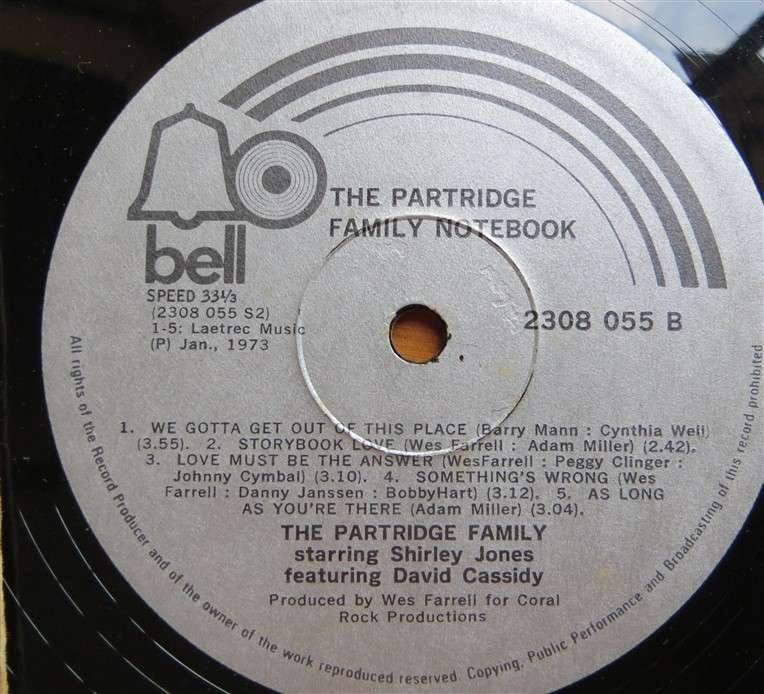 THE PARTRIDGE
FAMILY NOTEBOOK
bell
SPEED 33⅓
(2308 055 S2)
1-5: Laetrec Music
(P) Jan., 1973
2308 055 B
1. WE GOTTA GET OUT OF THIS PLACE (Barry Mann : Cynthia Weil)
(3.55). 2. STORYBOOK LOVE (Wes Farrell : Adam Miller) (2.42).
3. LOVE MUST BE THE ANSWER (WesFarrell : Peggy Clinger :
Johnny Cymbal) (3.10). 4. SOMETHING'S WRONG (Wes
Farrell : Danny Janssen : BobbyHart) (3.12). 5. AS LONG
AS YOU'RE THERE (Adam Miller) (3.04).
THE PARTRIDGE FAMILY
starring Shirley Jones
featuring David Cassidy
Produced by Wes Farrell for Coral
Rock Productions
All rights of the Record Producer and of the owner of the work reproduced reserved. Copying, Public Performance and Broadcasting of this record prohibited